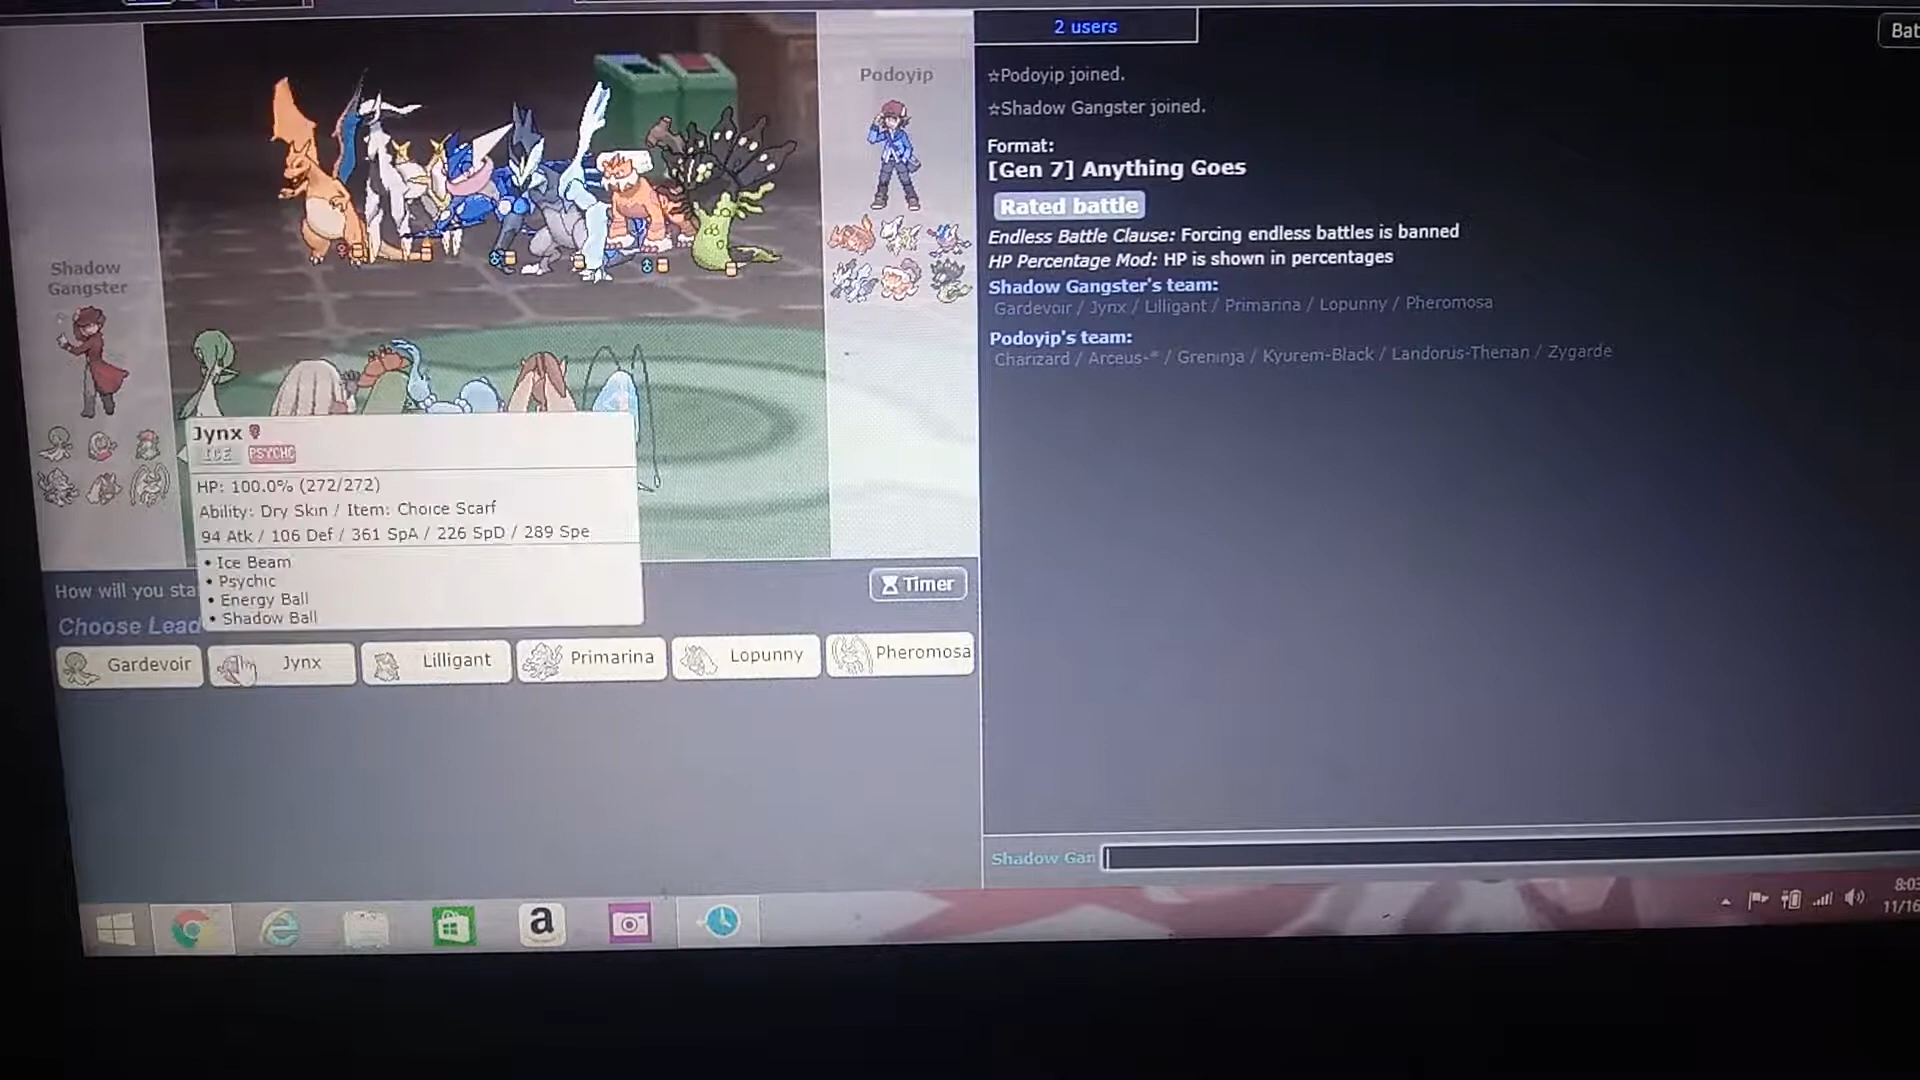 2 users
Bat
Podoyip
☆Podoyip joined.
☆Shadow Gangster joined.
Format:
[Gen 7] Anything Goes
Rated battle
Endless Battle Clause: Forcing endless battles is banned
HP Percentage Mod: HP is shown in percentages
Shadow Gangster's team:
Gardevoir / Jynx / Lilligant / Primarina / Lopunny / Pheromosa
Podoyip's team:
Charizard / Arceus-* / Greninja / Kyurem-Black / Landorus-Therian / Zygarde
Shadow
Gangster
Jynx
ICE PSYCHC
HP: 100.0% (272/272)
Ability: Dry Skin / Item: Choice Scarf
94 Atk / 106 Def / 361 SpA / 226 SpD / 289 Spe
• Ice Beam
• Psychic
• Energy Ball
• Shadow Ball
How will you sta
Timer
Choose Lead
Gardevoir
Jynx
Lilligant
Primarina
Lopunny
Pheromosa
Shadow Gan
a
8:03
11/16